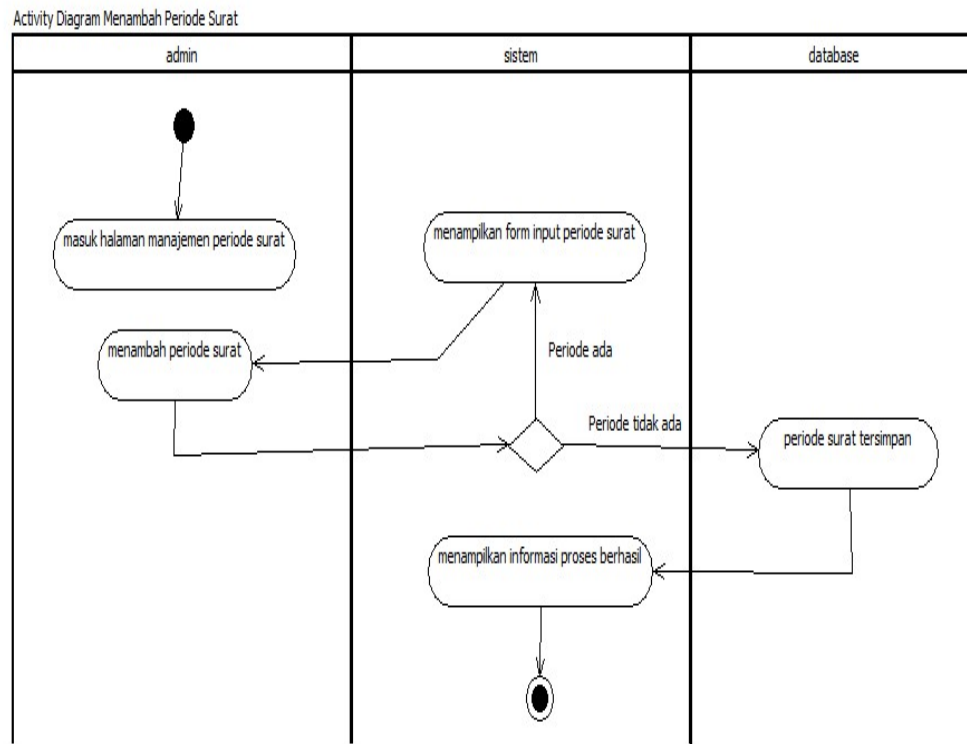 Activity Diagram Menambah Periode Surat
admin
sistem
database
masuk halaman manajemen periode surat
menampilkan form input periode surat
menambah periode surat
Periode ada
Periode tidak ada
periode surat tersimpan
menampilkan informasi proses berhasil